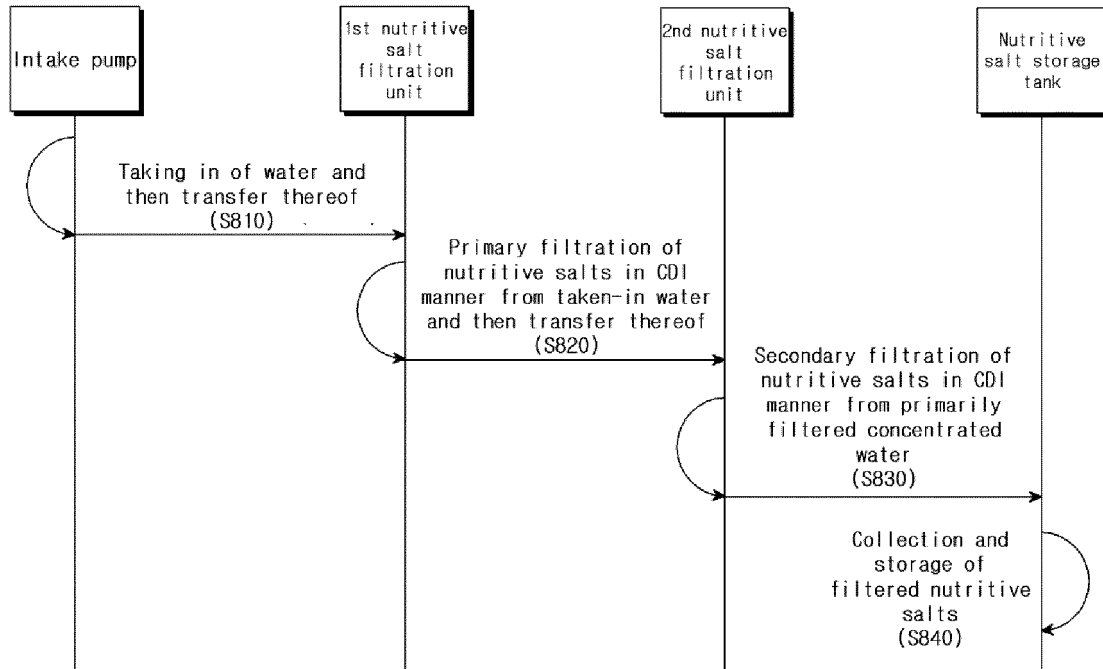 Intake pump
1st nutritive
salt
filtration
unit
2nd nutritive
salt
filtration
unit
Nutritive
salt storage
tank
Taking in of water and
then transfer thereof
(S810)
Primary filtration of
nutritive salts in CDI
manner from taken-in water
and then transfer thereof
(S820)
Secondary filtration of
nutritive salts in CDI
manner from primarily
filtered concentrated
water
(S830)
Collection and
storage of
filtered nutritive
salts
(S840)